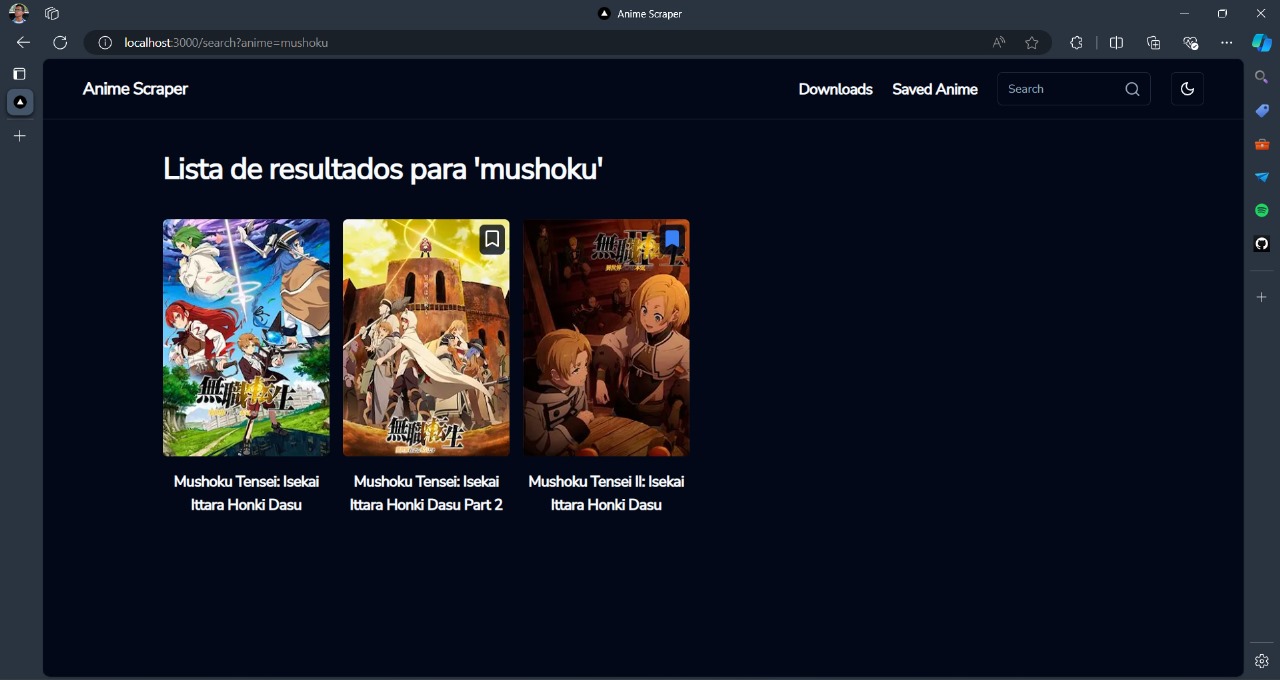 Anime Scraper
localhost:3000/search?anime=mushoku
Anime Scraper
Downloads
Saved Anime
Search
Lista de resultados para 'mushoku'
無職転生
無職転生
無職転生
II
Mushoku Tensei: Isekai
Ittara Honki Dasu
Mushoku Tensei: Isekai
Ittara Honki Dasu Part 2
Mushoku Tensei II: Isekai
Ittara Honki Dasu